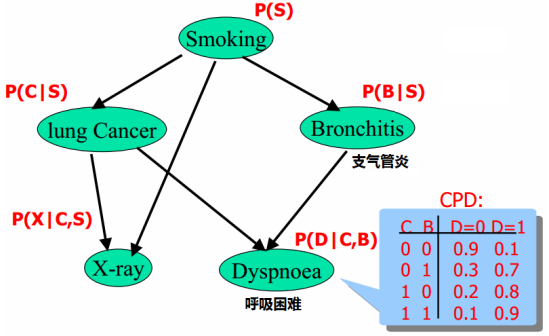 P(S)
Smoking
P(C|S)
P(B|S)
lung Cancer
Bronchitis
支气管炎
P(X|C,S)
P(D|C,B)
X-ray
Dyspnoea
呼吸困难
CPD:
C B D=0 D=1
0 0 0.9 0.1
0 1 0.3 0.7
1 0 0.2 0.8
1 1 0.1 0.9